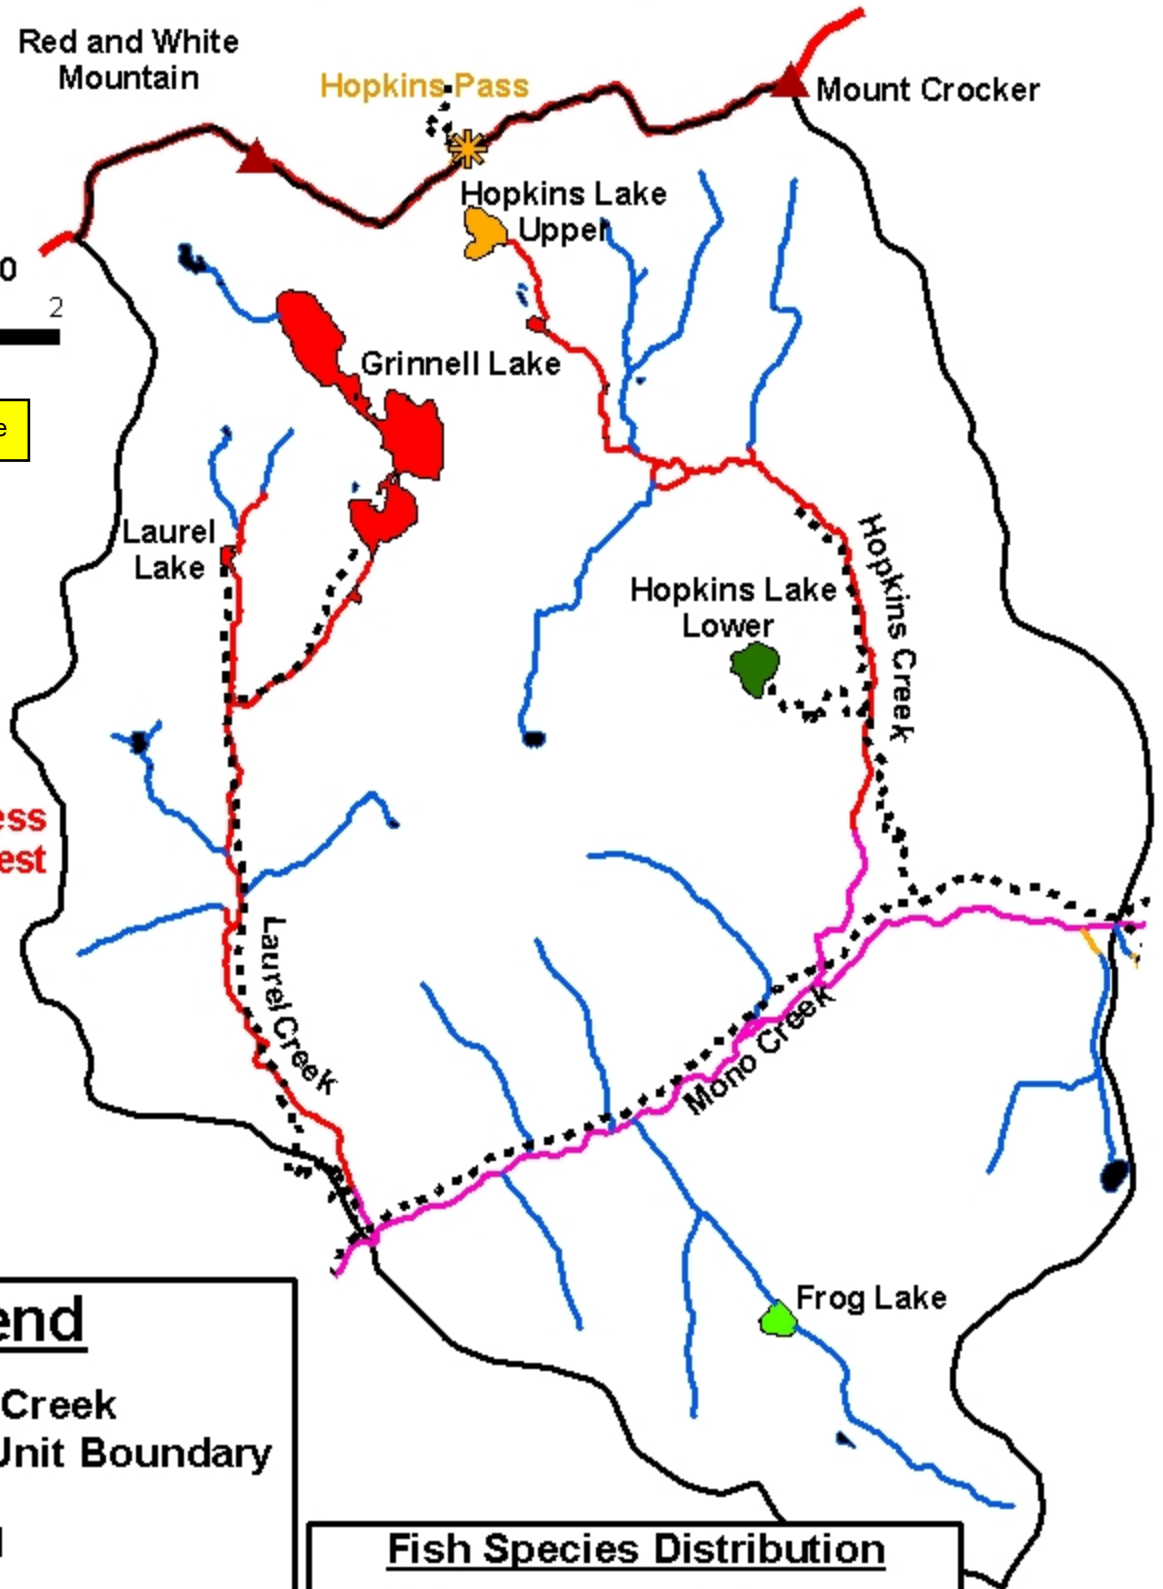 Red and White
Mountain
Hopkins Pass
Mount Crocker
Hopkins Lake
Upper
0
2
Grinnell Lake
e
Laurel
Lake
Hopkins Creek
Hopkins Lake
Lower
ess
est
Laurel Creek
Mono Creek
Frog Lake
end
Creek
Unit Boundary
Fish Species Distribution